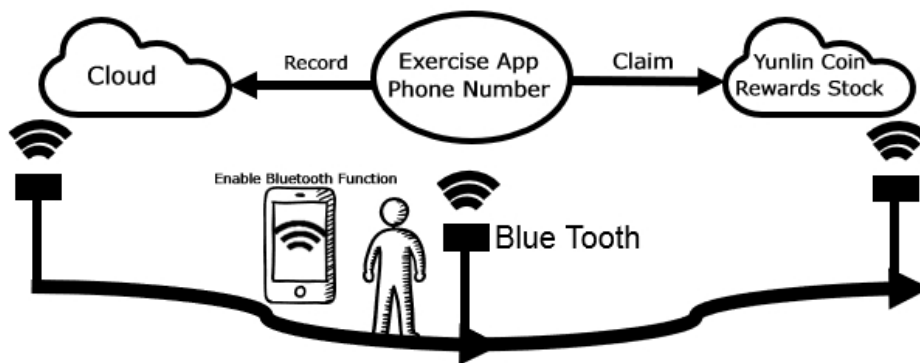 Cloud
Record
Exercise App
Phone Number
Claim
Yunlin Coin
Rewards Stock
Enable Bluetooth Function
Blue Tooth